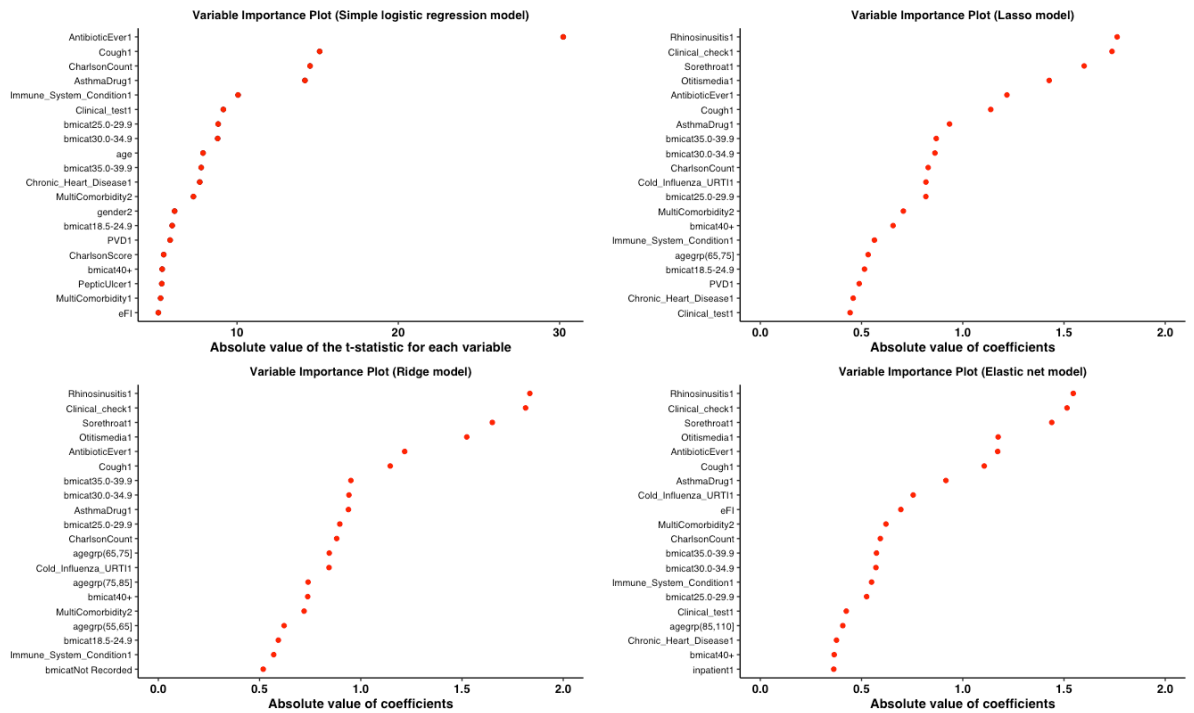 Variable Importance Plot (Simple logistic regression model)
AntibioticEver1
Cough1
CharlsonCount
AsthmaDrug1
Immune_System_Condition1
Clinical_test1
bmicat25.0-29.9
bmicat30.0-34.9
age
bmicat35.0-39.9
Chronic_Heart_Disease1
MultiComorbidity2
gender2
bmicat18.5-24.9
PVD1
CharlsonScore
bmicat40+
PepticUlcer1
MultiComorbidity1
eFI
10 20 30
Absolute value of the t-statistic for each variable
Variable Importance Plot (Lasso model)
Rhinosinusitis1
Clinical_check1
Sorethroat1
Otitismedia1
AntibioticEver1
Cough1
AsthmaDrug1
bmicat35.0-39.9
bmicat30.0-34.9
CharlsonCount
Cold_Influenza_URTI1
bmicat25.0-29.9
MultiComorbidity2
bmicat40+
Immune_System_Condition1
agegrp(65,75]
bmicat18.5-24.9
PVD1
Chronic_Heart_Disease1
Clinical_test1
0.0 0.5 1.0 1.5 2.0
Absolute value of coefficients
Variable Importance Plot (Ridge model)
Rhinosinusitis1
Clinical_check1
Sorethroat1
Otitismedia1
AntibioticEver1
Cough1
bmicat35.0-39.9
bmicat30.0-34.9
AsthmaDrug1
bmicat25.0-29.9
CharlsonCount
agegrp(65,75]
Cold_Influenza_URTI1
agegrp(75,85]
bmicat40+
MultiComorbidity2
agegrp(55,65]
bmicat18.5-24.9
Immune_System_Condition1
bmicatNot Recorded
0.0 0.5 1.0 1.5 2.0
Absolute value of coefficients
Variable Importance Plot (Elastic net model)
Rhinosinusitis1
Clinical_check1
Sorethroat1
Otitismedia1
AntibioticEver1
Cough1
AsthmaDrug1
Cold_Influenza_URTI1
eFI
MultiComorbidity2
CharlsonCount
bmicat35.0-39.9
bmicat30.0-34.9
Immune_System_Condition1
bmicat25.0-29.9
Clinical_test1
agegrp(85,110]
Chronic_Heart_Disease1
bmicat40+
inpatient1
0.0 0.5 1.0 1.5 2.0
Absolute value of coefficients